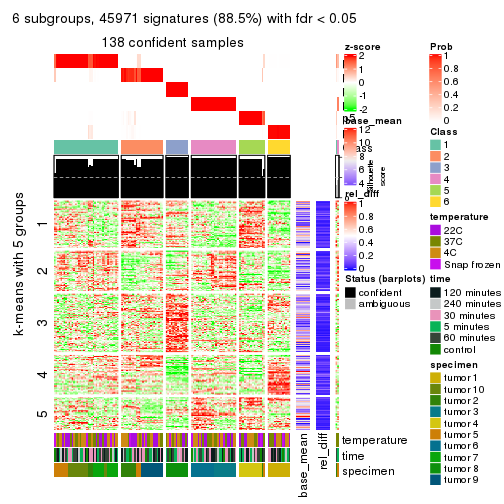 6 subgroups, 45971 signatures (88.5%) with fdr < 0.05
138 confident samples
k-means with 5 groups
1
2
3
4
5
base_mean
rel_diff
temperature
time
specimen
z-score
2
1
0
-1
-2
base_mean
12
10
8
6
4
silhouette
score
rel_diff
1
0.8
0.6
0.4
0.2
0
Status (barplots)
confident
ambiguous
Prob
1
0.8
0.6
0.4
0.2
0
Class
1
2
3
4
5
6
temperature
22C
37C
4C
Snap frozen
time
120 minutes
240 minutes
30 minutes
5 minutes
60 minutes
control
specimen
tumor 1
tumor 10
tumor 2
tumor 3
tumor 4
tumor 5
tumor 6
tumor 7
tumor 8
tumor 9